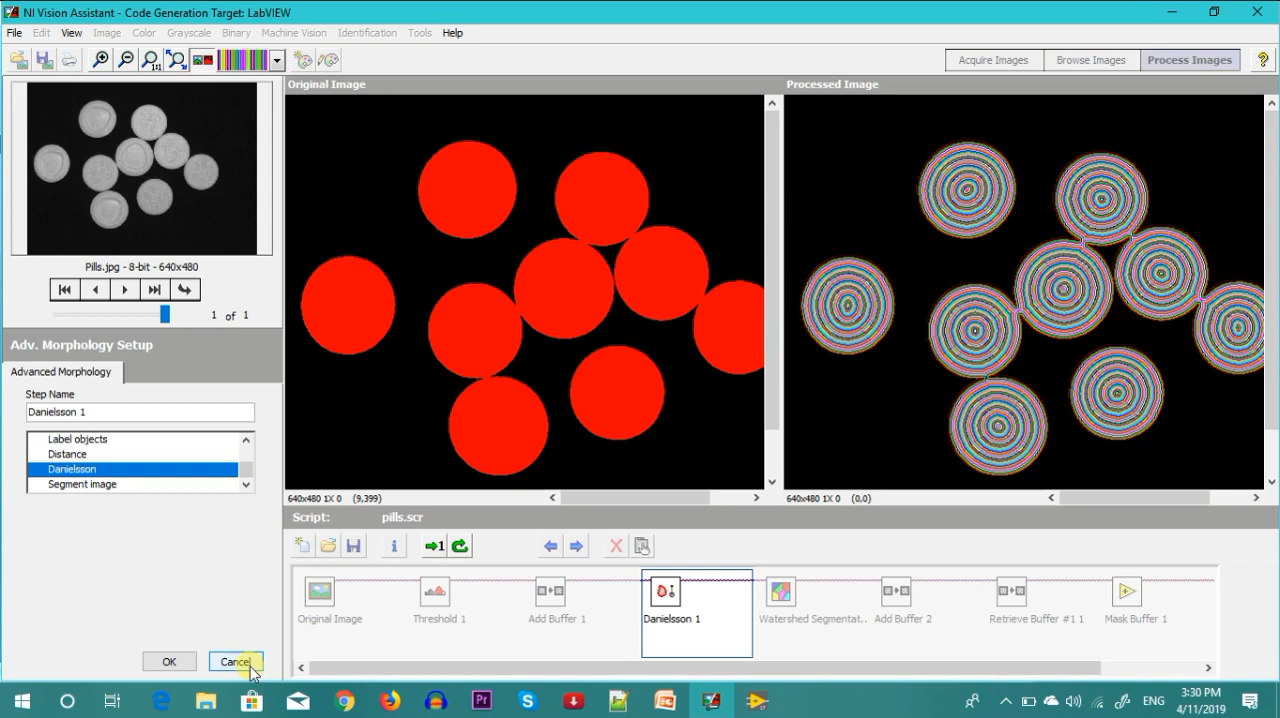 NI Vision Assistant - Code Generation Target: LabVIEW
File Edit View Image Color Grayscale Binary Machine Vision Identification Tools Help
1:1
Acquire Images Browse Images Process Images ?
Original Image
Processed Image
Pills.jpg - 8-bit - 640x480
1 of 1
Adv. Morphology Setup
Advanced Morphology
Step Name
Danielsson 1
Label objects
Distance
Danielsson
Segment image
OK Cancel
640x480 1X 0 (9,399)
640x480 1X 0 (0,0)
Script: pills.scr
1
Original Image Threshold 1 Add Buffer 1 Danielsson 1 Watershed Segmentat... Add Buffer 2 Retrieve Buffer #1 1 Mask Buffer 1
Pr
ENG
3:30 PM
4/11/2019